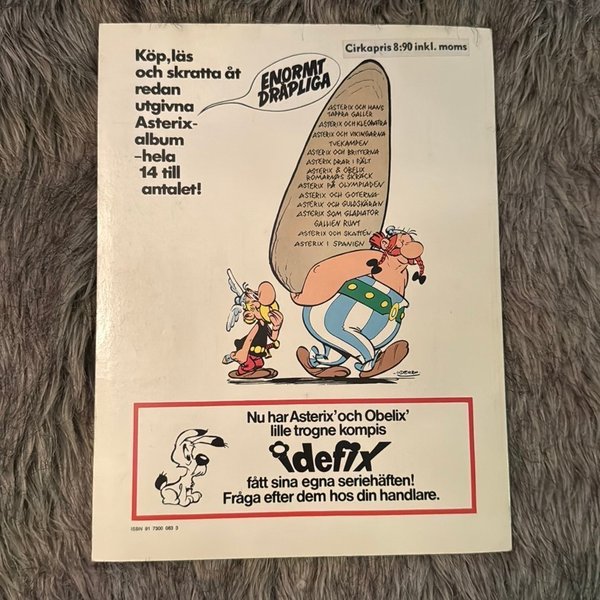 Köp,läs
och skratta åt
redan
utgivna
Asterix-
album
–hela
14 till
antalet!
ENORMT
DRÄPLIGA
Cirkapris 8:90 inkl. moms
ASTERIX OCH HANS
TAPPRA GALLER
ASTERIX OCH KLEOPATRA
ASTERIX OCH VIKINGARNA
TVEKAMPEN
ASTERIX OCH BRITTERNA
ASTERIX DRAR I FÄLT
ASTERIX & OBELIX
ROMARNAS SKRÄCK
ASTERIX PÅ OLYMPIADEN
ASTERIX OCH GOTERNA
ASTERIX OCH GULDSKÄRAN
ASTERIX SOM GLADIATOR
GALLIEN RUNT
ASTERIX OCH SKATTEN
ASTERIX I SPANIEN
UDERZO
Nu har Asterix' och Obelix'
lille trogne kompis
idefix
fått sina egna seriehäften!
Fråga efter dem hos din handlare.
ISBN 91 7300 083 3